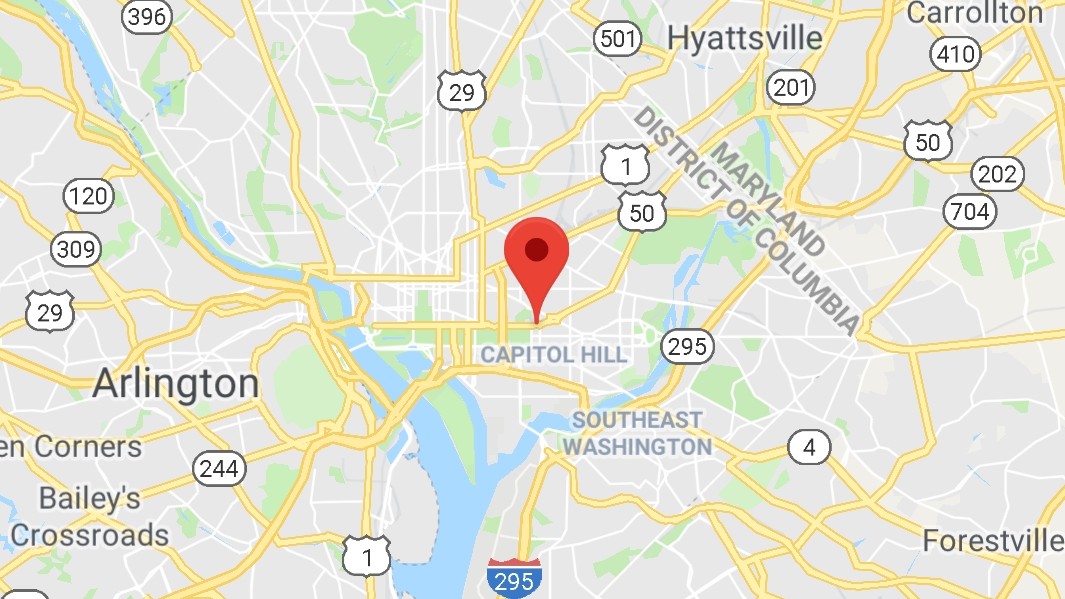 396
Carrollton
501
Hyattsville
410
29
201
50
1
MARYLAND
DISTRICT OF COLUMBIA
202
120
50
704
309
29
CAPITOL HILL
295
Arlington
SOUTHEAST
WASHINGTON
en Corners
4
244
Bailey's
Crossroads
1
Forestville
295